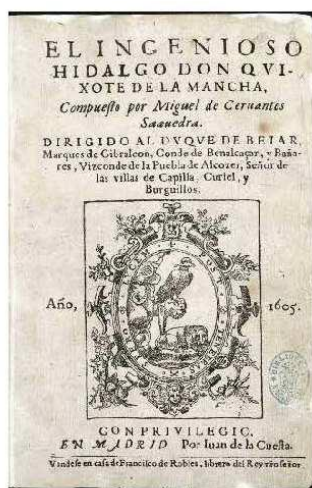 EL INGENIOSO
HIDALGO DON QVI-
XOTE DE LA MANCHA,
Compuesto por Miguel de Ceruantes
Saauedra.
DIRIGIDO AL DVQVE DE BEIAR,
Marques de Gibraleon, Conde de Benalcaçar, y Baña-
res, Vizconde de la Puebla de Alcozer, Señor de
las villas de Capilla, Curiel, y
Burguillos.
Año, 1605.
CON PRIVILEGIO,
EN MADRID Por Iuan de la Cuesta.
Vendese en casa de Francisco de Robles, librero del Rey nro señor